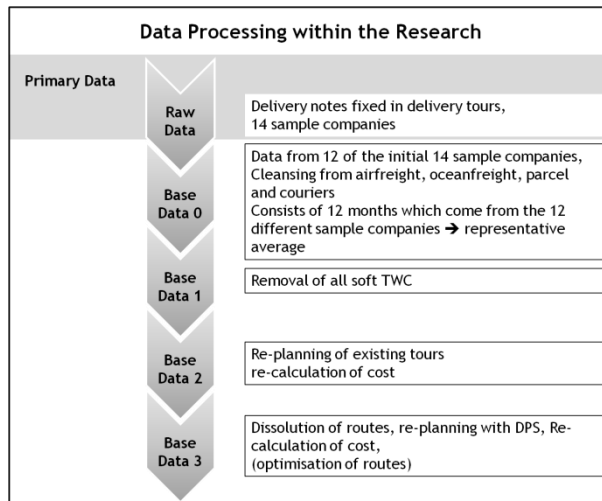 Data Processing within the Research
Primary Data
Raw
Data
Delivery notes fixed in delivery tours,
14 sample companies
Base
Data 0
Data from 12 of the initial 14 sample companies,
Cleansing from airfreight, oceanfreight, parcel
and couriers
Consists of 12 months which come from the 12
different sample companies ➔ representative
average
Base
Data 1
Removal of all soft TWC
Base
Data 2
Re-planning of existing tours
re-calculation of cost
Base
Data 3
Dissolution of routes, re-planning with DPS, Re-
calculation of cost,
(optimisation of routes)